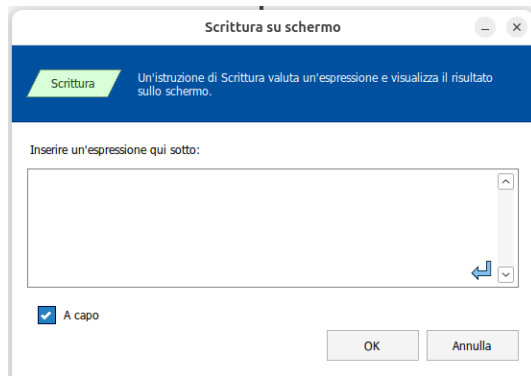 Scrittura su schermo
Scrittura
Un'istruzione di Scrittura valuta un'espressione e visualizza il risultato
sullo schermo.
Inserire un'espressione qui sotto:
A capo
OK
Annulla